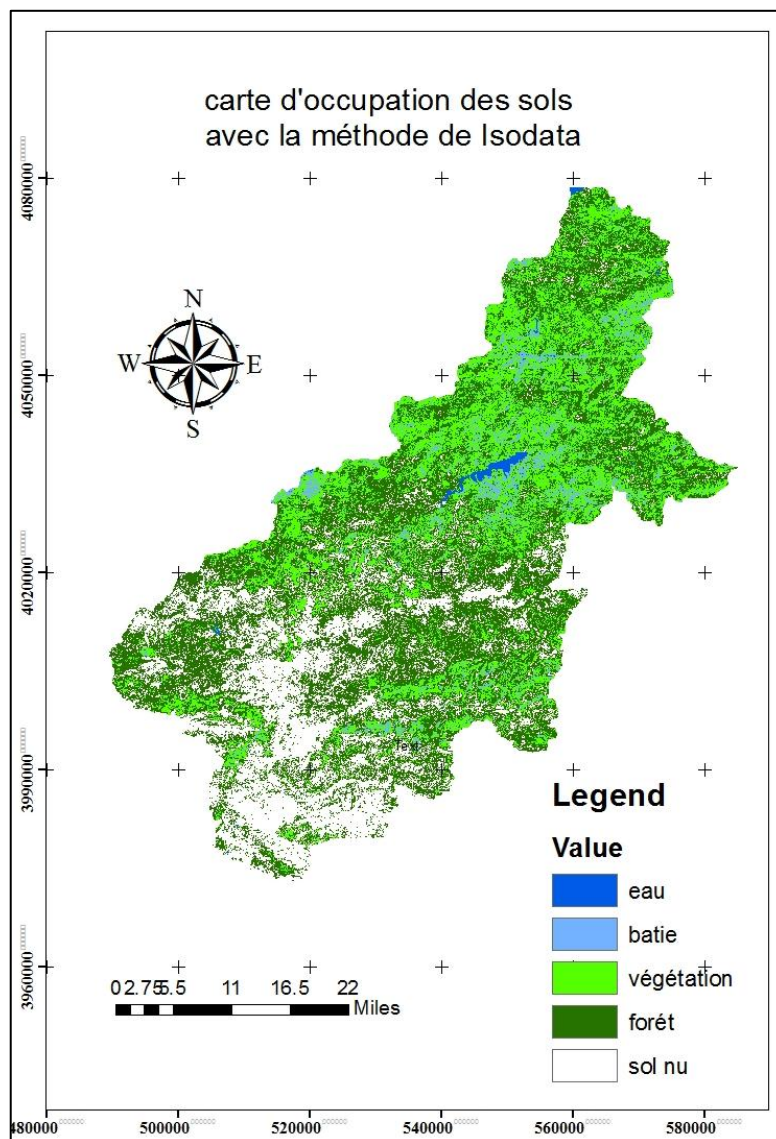 carte d'occupation des sols
avec la méthode de Isodata
4080000
4050000
4020000
3990000
3960000
N
W E
S
Text
Legend
Value
eau
batie
végétation
forét
sol nu
0 2.75 5.5 11 16.5 22
Miles
480000 500000 520000 540000 560000 580000